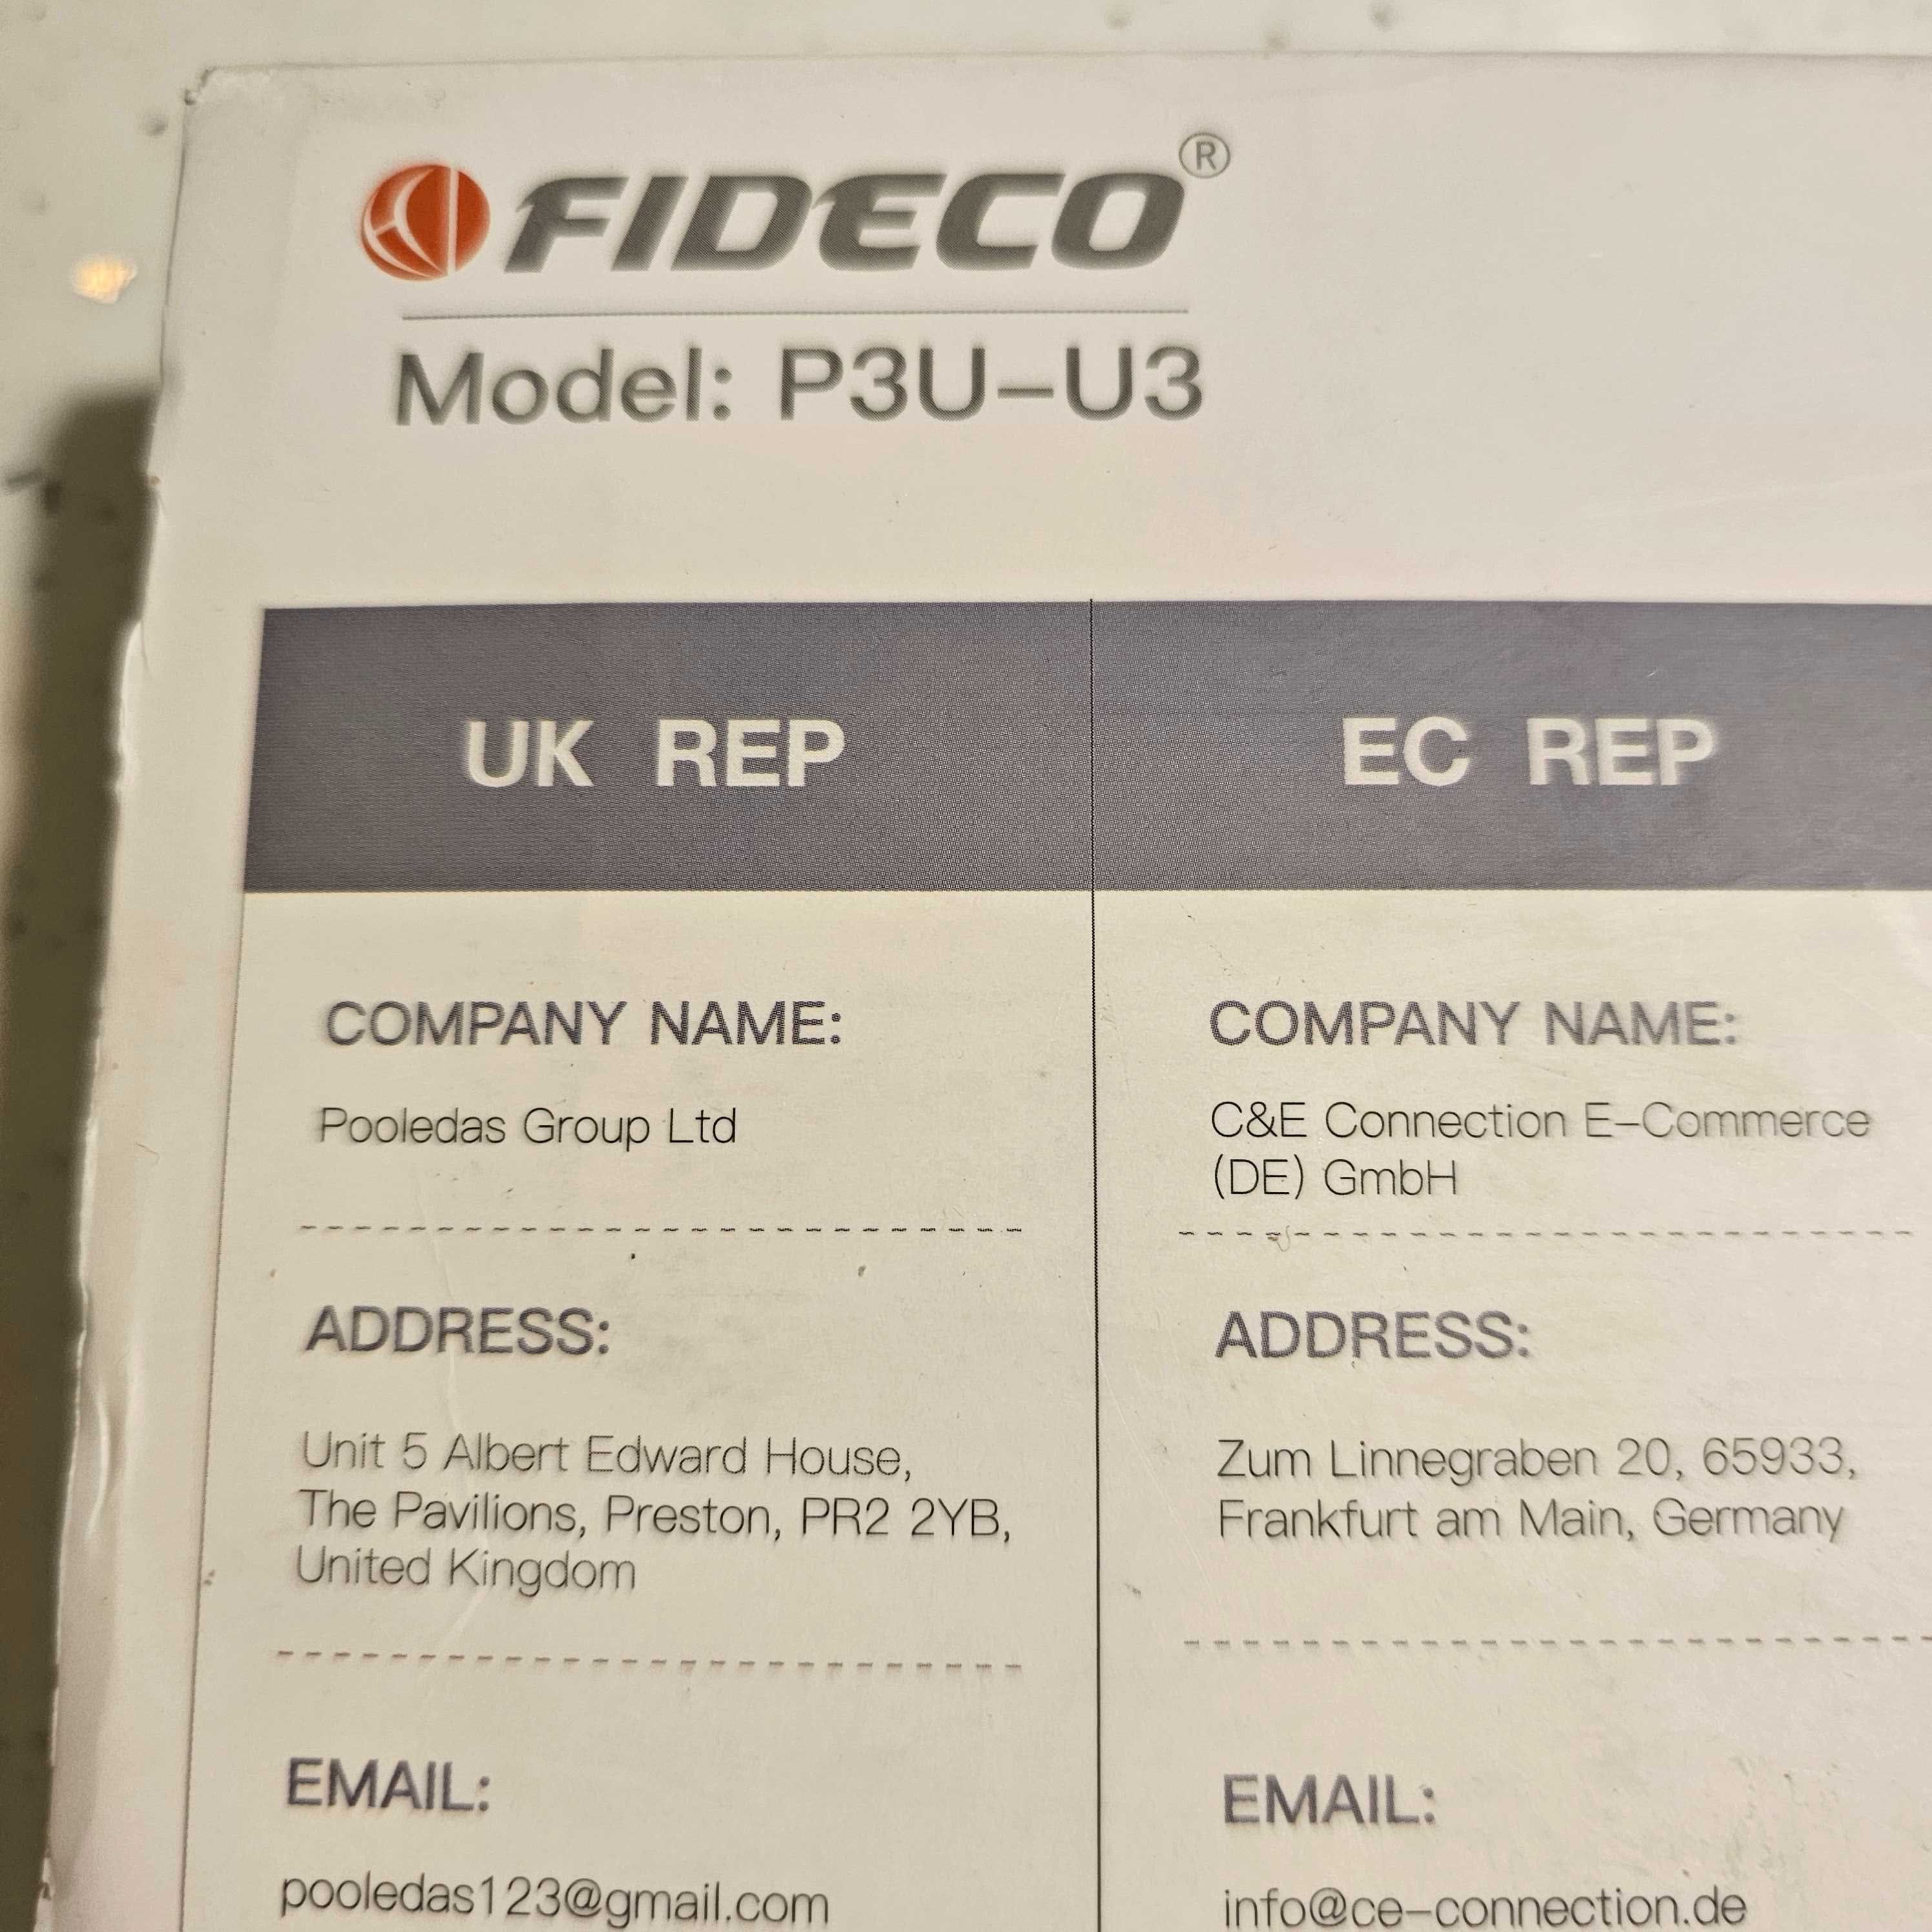 FIDECO®
Model: P3U-U3
UK REP
COMPANY NAME:
Pooledas Group Ltd
ADDRESS:
Unit 5 Albert Edward House,
The Pavilions, Preston, PR2 2YB,
United Kingdom
EMAIL:
pooledas123@gmail.com
EC REP
COMPANY NAME:
C&E Connection E-Commerce
(DE) GmbH
ADDRESS:
Zum Linnegraben 20, 65933,
Frankfurt am Main, Germany
EMAIL:
info@ce-connection.de